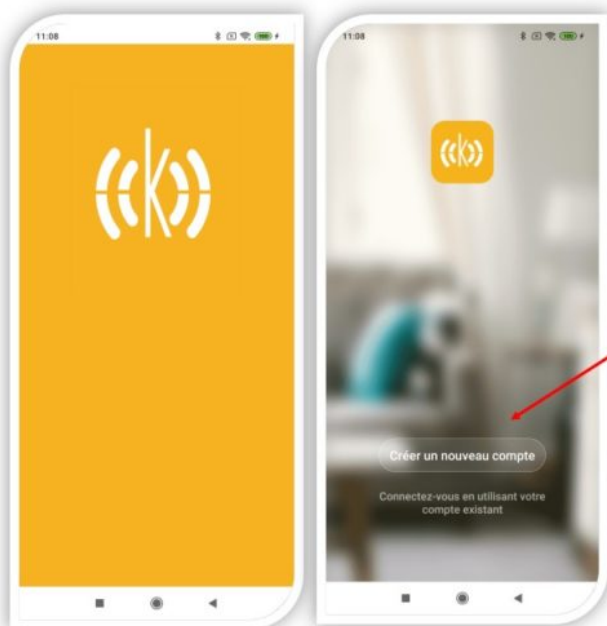 11:08
k
11:08
k
Créer un nouveau compte
Connectez-vous en utilisant votre
compte existant